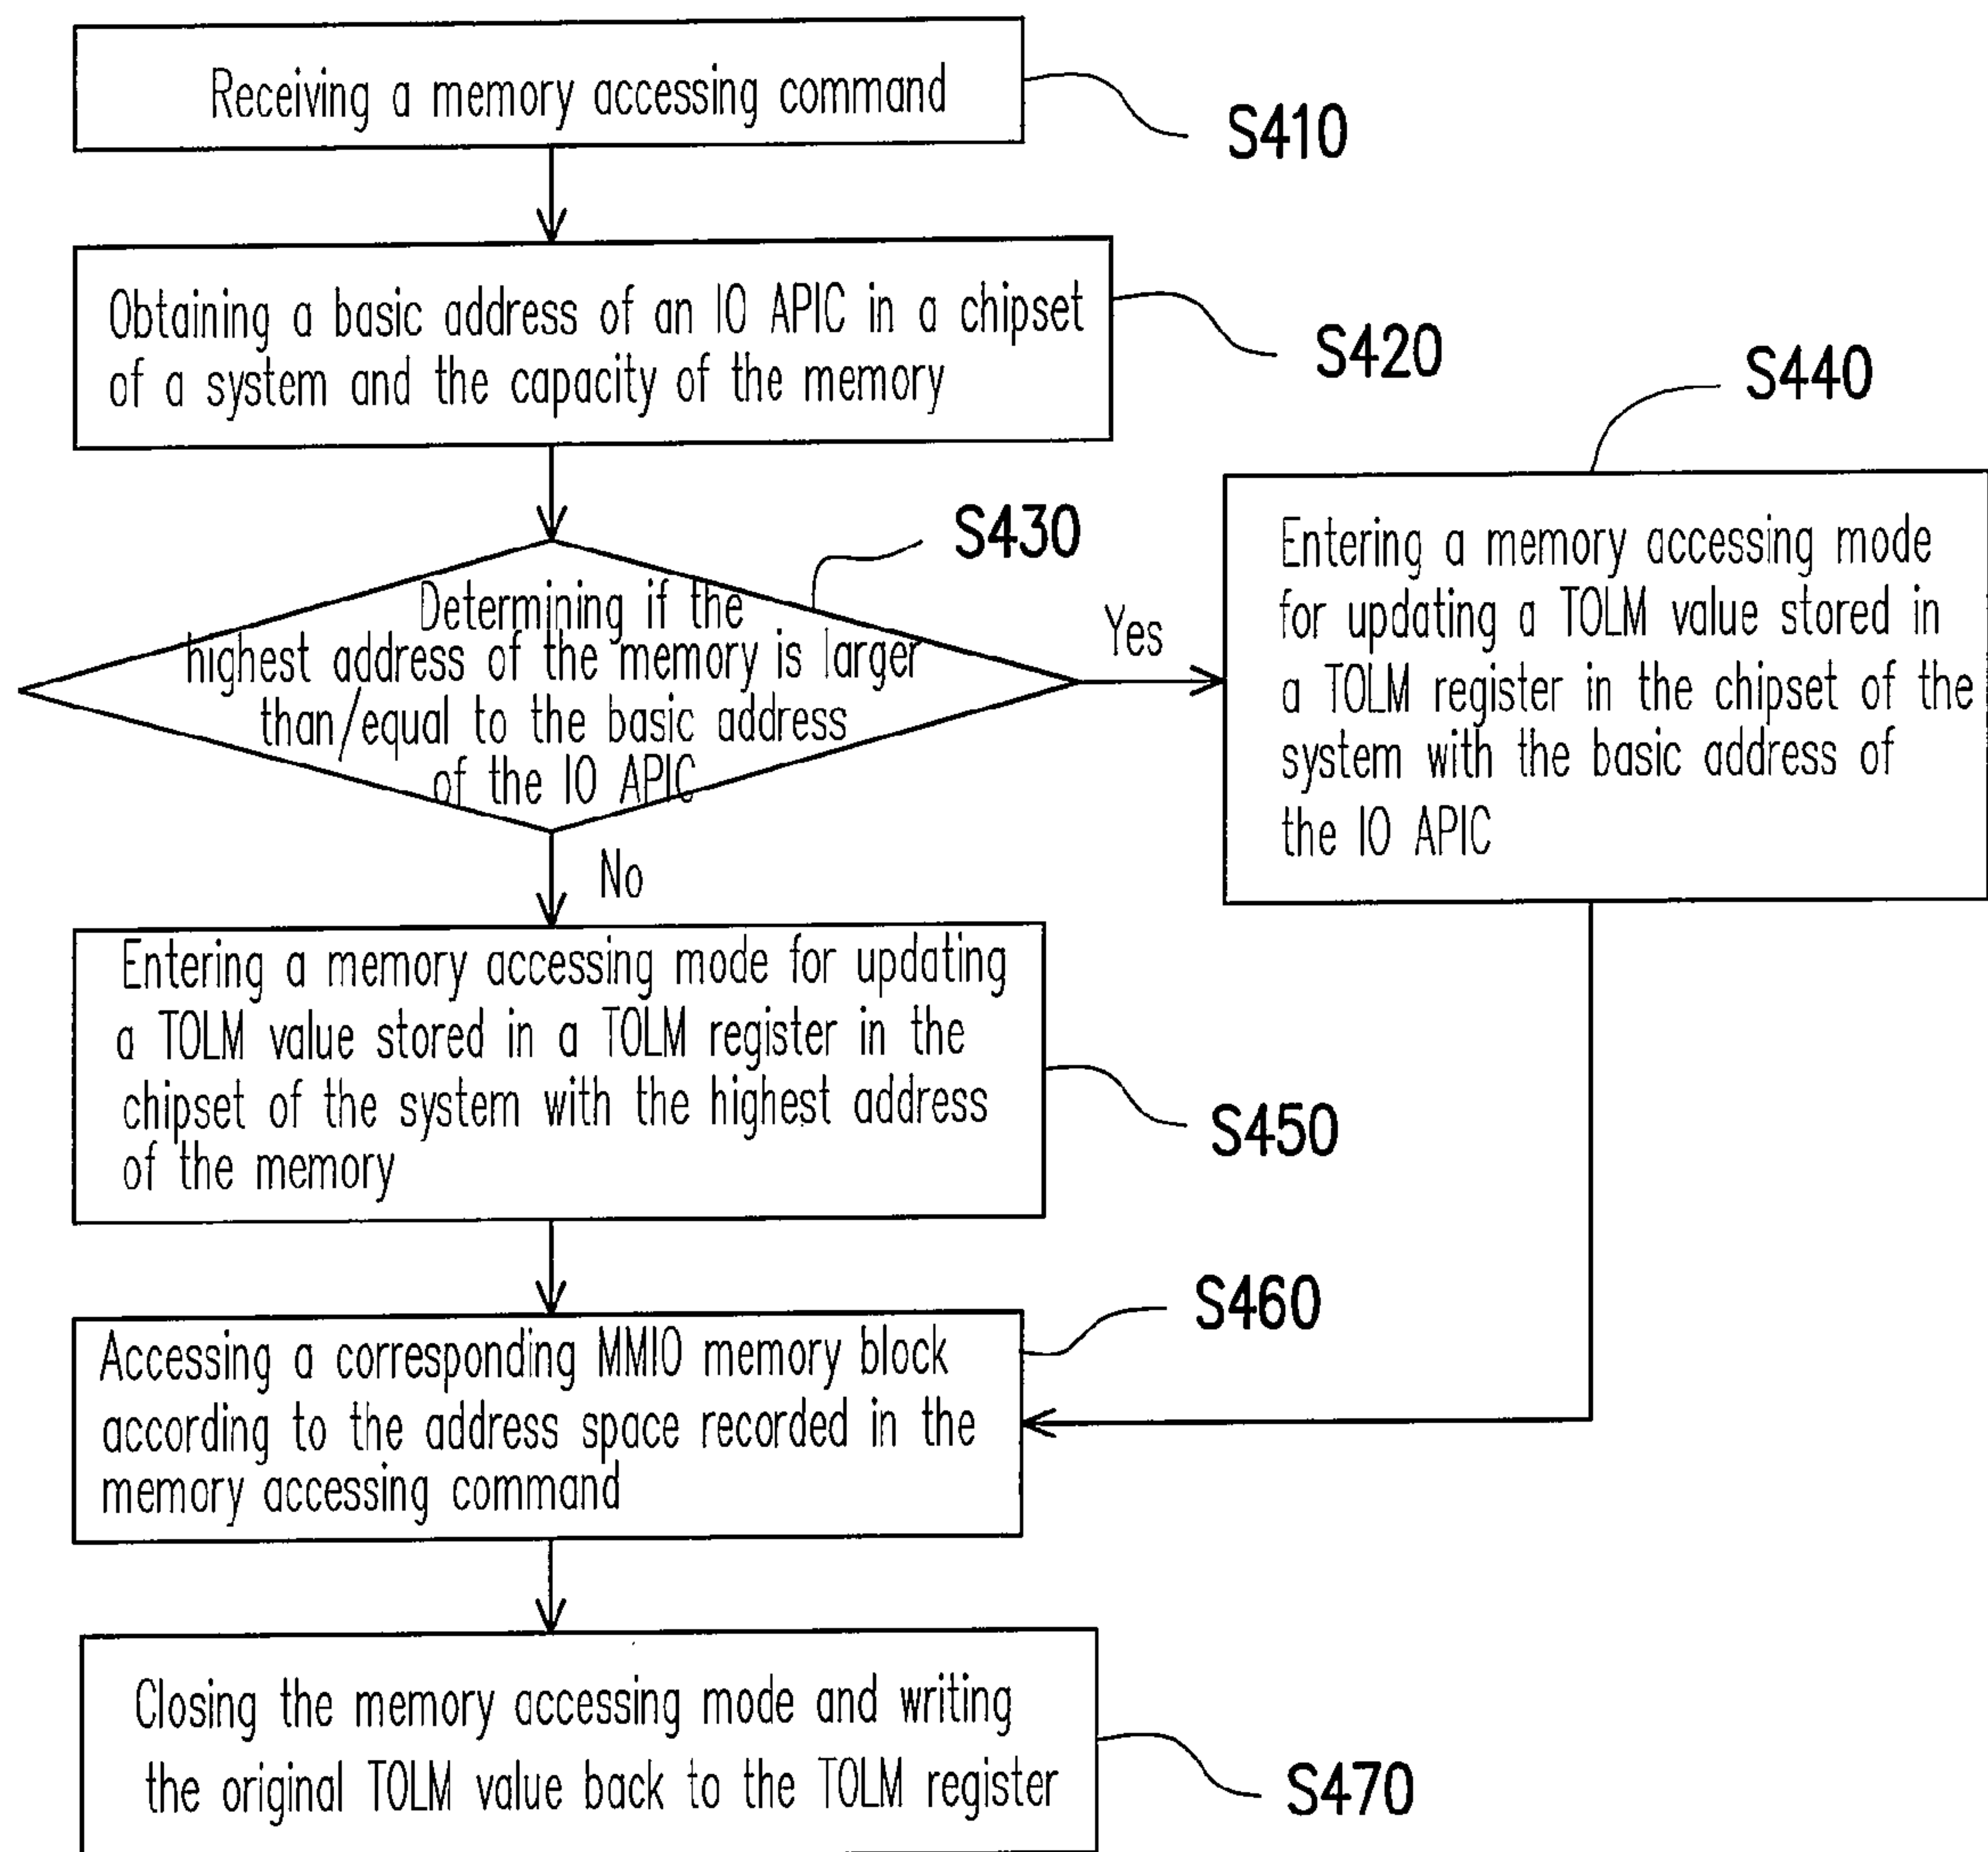 Receiving a memory accessing command
S410
Obtaining a basic address of an IO APIC in a chipset
of a system and the capacity of the memory
S420
S430
Determining if the
highest address of the memory is larger
than/equal to the basic address
of the IO APIC
Yes
S440
Entering a memory accessing mode
for updating a TOLM value stored in
a TOLM register in the chipset of the
system with the basic address of
the IO APIC
No
Entering a memory accessing mode for updating
a TOLM value stored in a TOLM register in the
chipset of the system with the highest address
of the memory
S450
S460
Accessing a corresponding MMIO memory block
according to the address space recorded in the
memory accessing command
Closing the memory accessing mode and writing
the original TOLM value back to the TOLM register
S470